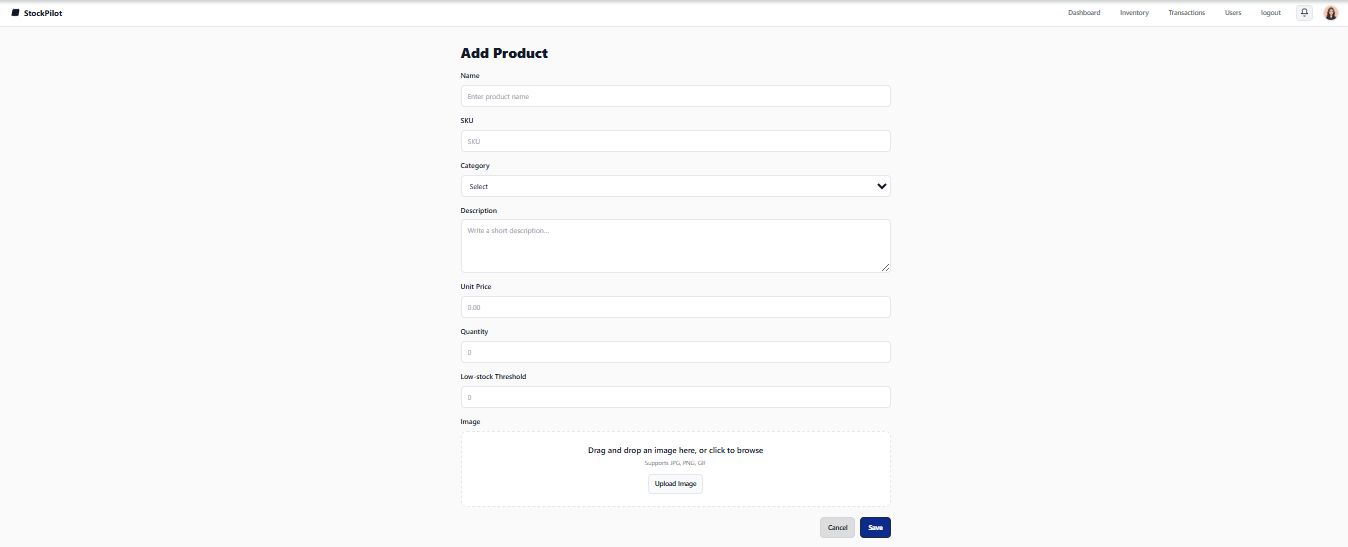 StockPilot
Dashboard Inventory Transactions Users logout
Add Product
Name
Enter product name
SKU
SKU
Category
Select
Description
Write a short description...
Unit Price
0.00
Quantity
0
Low-stock Threshold
0
Image
Drag and drop an image here, or click to browse
Supports JPG, PNG, GIF
Upload Image
Cancel Save